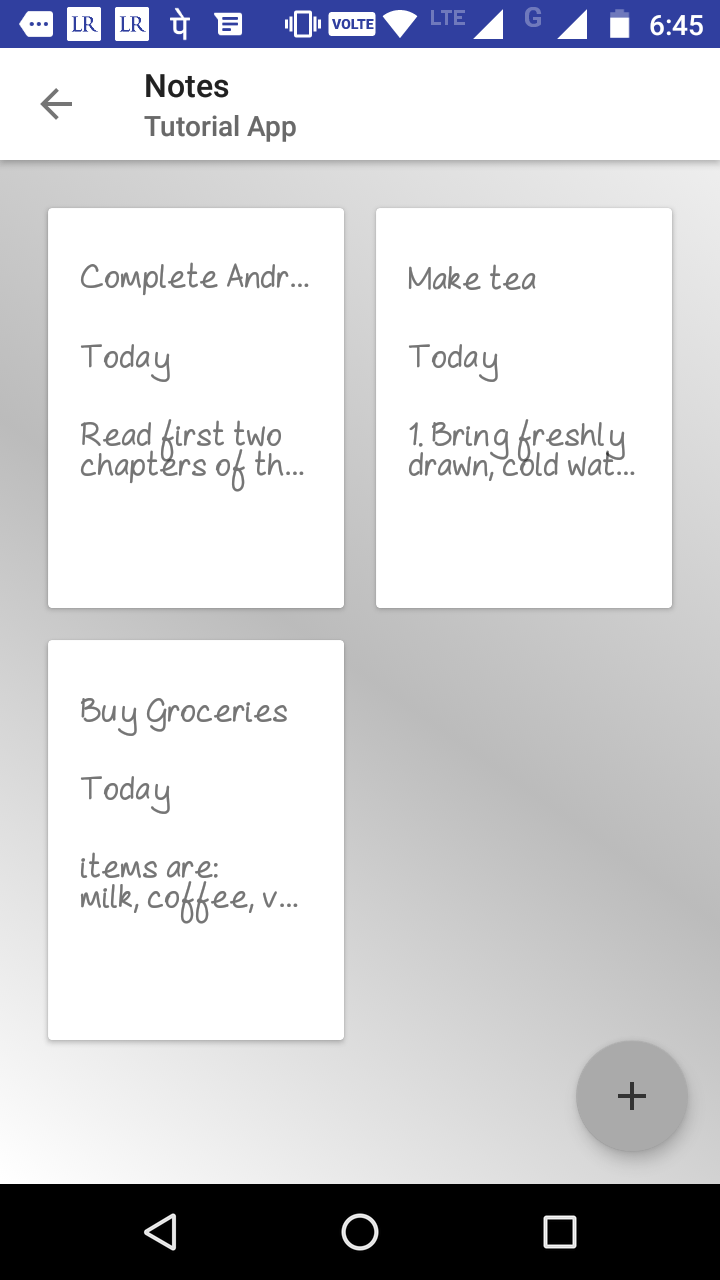 LR LR पे VOLTE LTE G 6:45
Notes
Tutorial App
Complete Andr...
Today
Read first two
chapters of th...
Make tea
Today
1. Bring freshly
drawn, cold wat...
Buy Groceries
Today
items are:
milk, coffee, v...